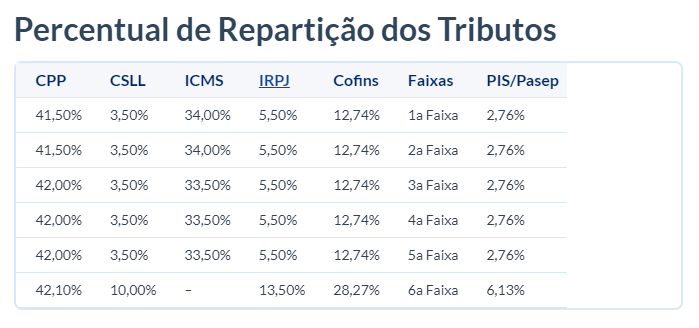 Percentual de Repartição dos Tributos
CPP CSLL ICMS IRPJ Cofins Faixas PIS/Pasep
41,50% 3,50% 34,00% 5,50% 12,74% 1a Faixa 2,76%
41,50% 3,50% 34,00% 5,50% 12,74% 2a Faixa 2,76%
42,00% 3,50% 33,50% 5,50% 12,74% 3a Faixa 2,76%
42,00% 3,50% 33,50% 5,50% 12,74% 4a Faixa 2,76%
42,00% 3,50% 33,50% 5,50% 12,74% 5a Faixa 2,76%
42,10% 10,00% – 13,50% 28,27% 6a Faixa 6,13%